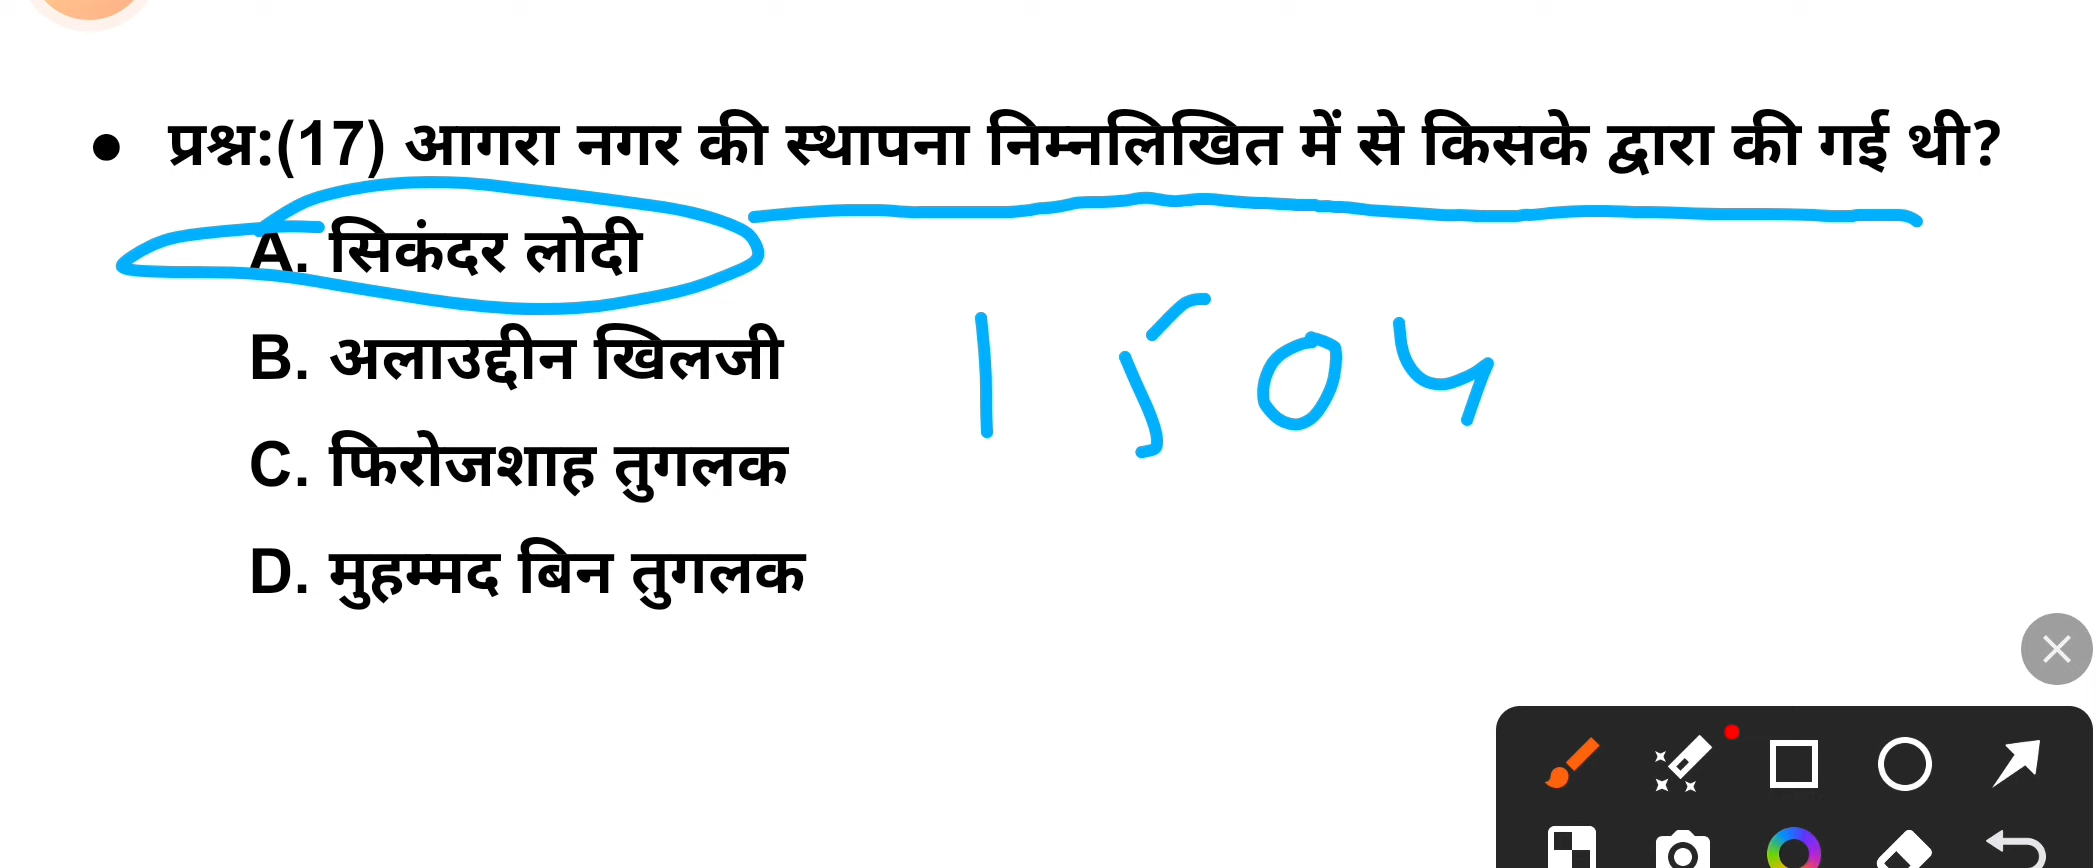 ● प्रश्न:(17) आगरा नगर की स्थापना निम्नलिखित में से किसके द्वारा की गई थी?
A. सिकंदर लोदी
B. अलाउद्दीन खिलजी
1504
C. फिरोजशाह तुगलक
D. मुहम्मद बिन तुगलक